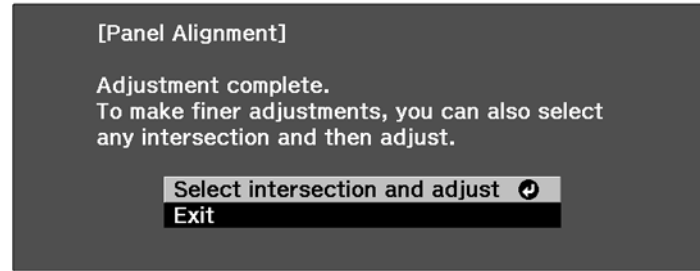 [Panel Alignment]
Adjustment complete.
To make finer adjustments, you can also select
any intersection and then adjust.
Select intersection and adjust
Exit